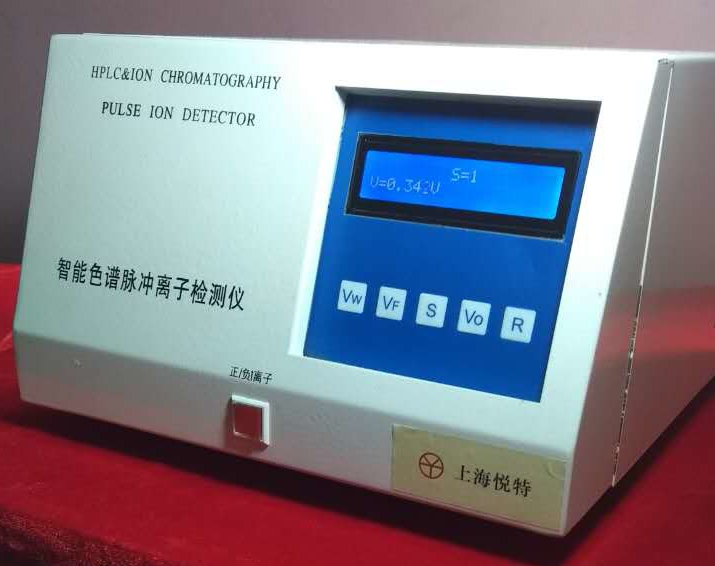 HPLC&ION CHROMATOGRAPHY
PULSE ION DETECTOR
S=1
U=0.342U
智能色谱脉冲离子检测仪
VW VF S VO R
正/负离子
上海悦特